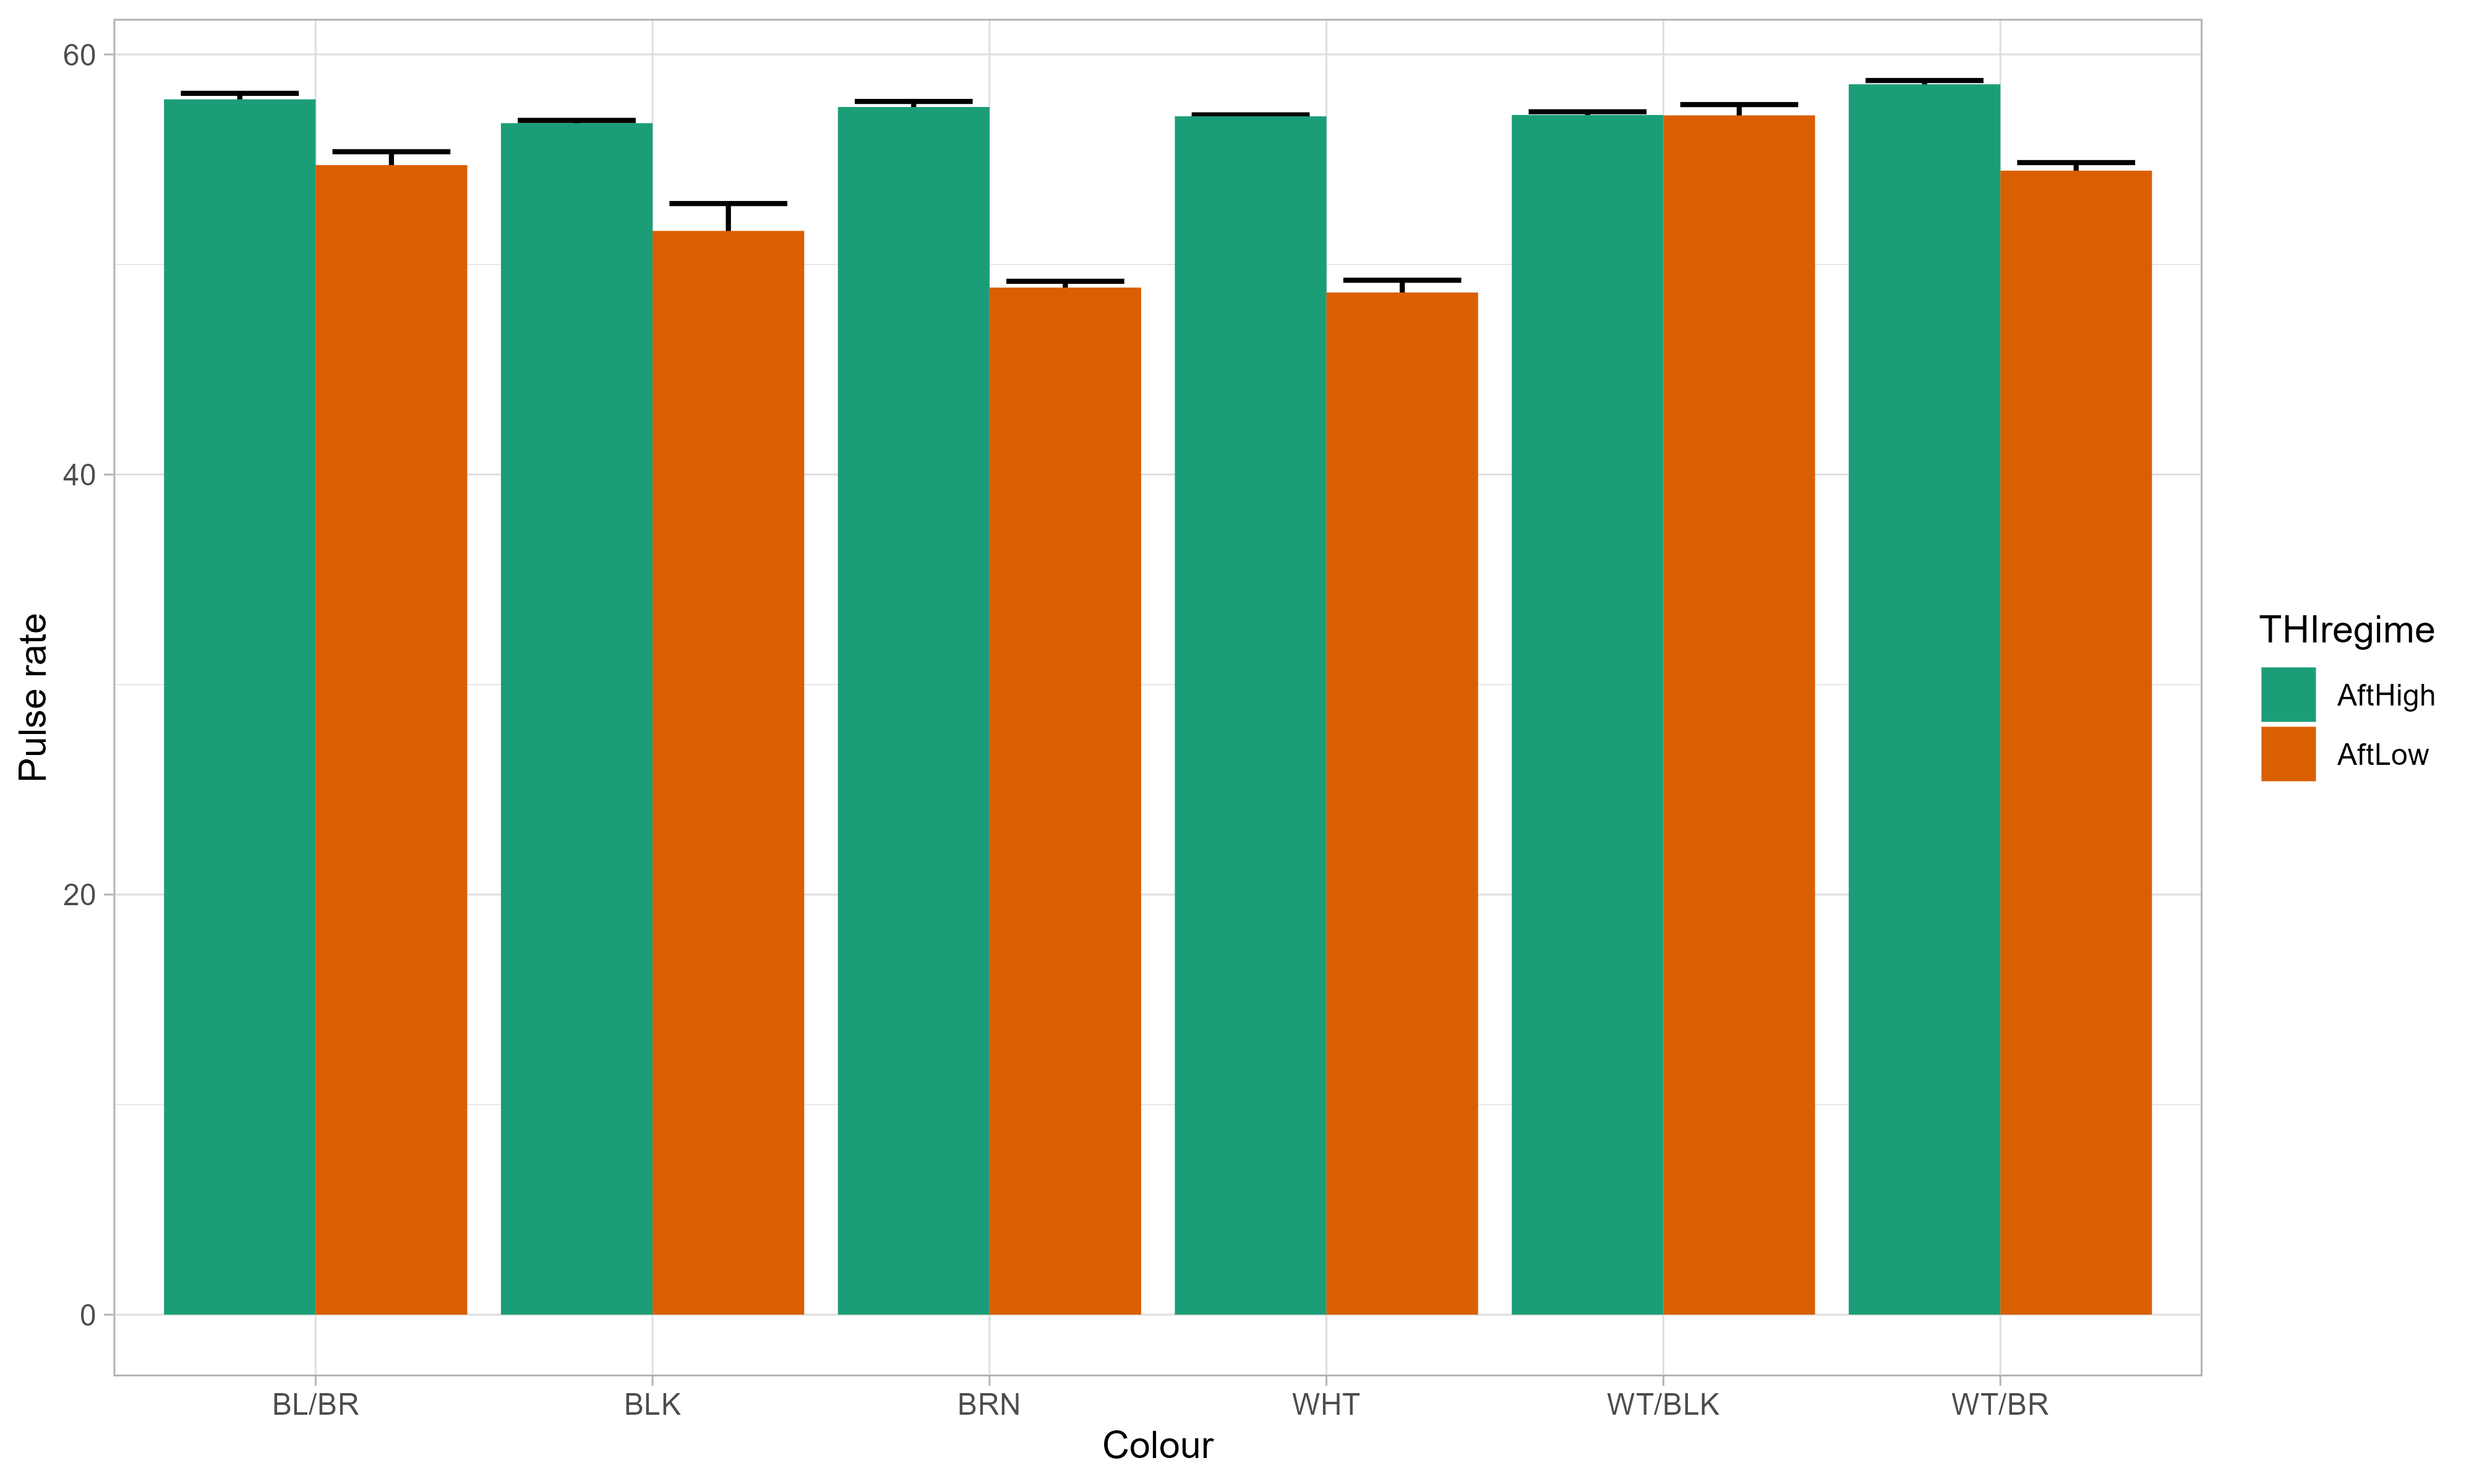 60
40
20
0
Pulse rate
BL/BR BLK BRN WHT WT/BLK WT/BR
Colour
THIregime
AftHigh
AftLow